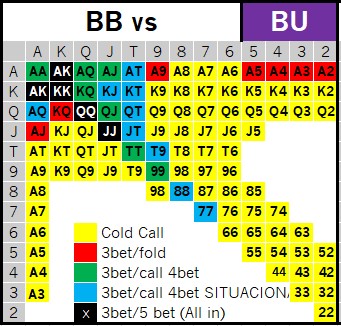 BB vs BU
A K Q J T 9 8 7 6 5 4 3 2
A AA AK AQ AJ AT A9 A8 A7 A6 A5 A4 A3 A2
K AK KK KQ KJ KT K9 K8 K7 K6 K5 K4 K3 K2
Q AQ KQ QQ QJ QT Q9 Q8 Q7 Q6 Q5 Q4 Q3 Q2
J AJ KJ QJ JJ JT J9 J8 J7 J6 J5
T AT KT QT JT TT T9 T8 T7 T6
9 A9 K9 Q9 J9 T9 99 98 97 96
8 A8 98 88 87 86 85
7 A7 77 76 75 74
6 A6 Cold Call 66 65 64 63
5 A5 3bet/fold 55 54 53 52
4 A4 3bet/call 4bet 44 43 42
3 A3 3bet/call 4bet SITUACION 33 32
2 x 3bet/5 bet (All in) 22